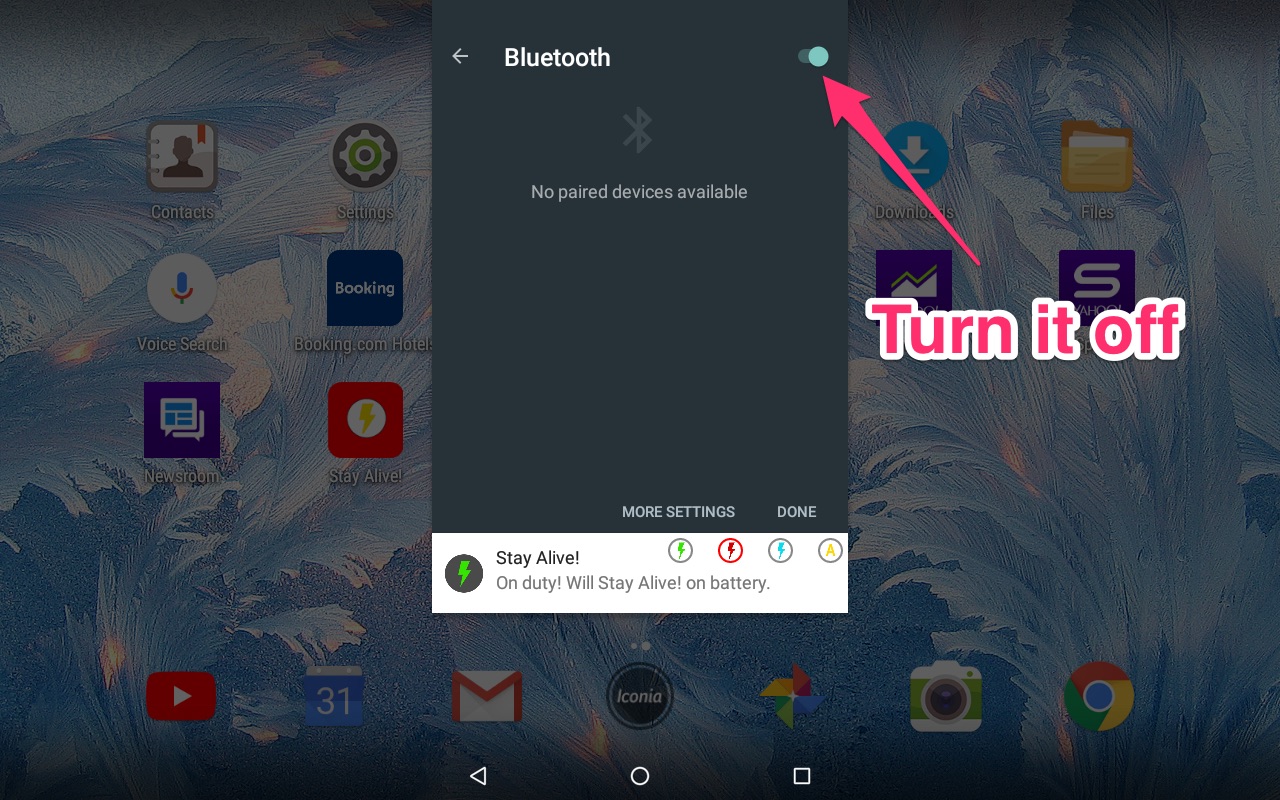 Bluetooth
No paired devices available
Contacts
Settings
Downloads
Files
Booking
YAHOO!
Turn it off
Voice Search
Booking.com Hotels
Newsroom
Stay Alive!
MORE SETTINGS
DONE
Stay Alive!
A
On duty! Will Stay Alive! on battery.
31
Iconia